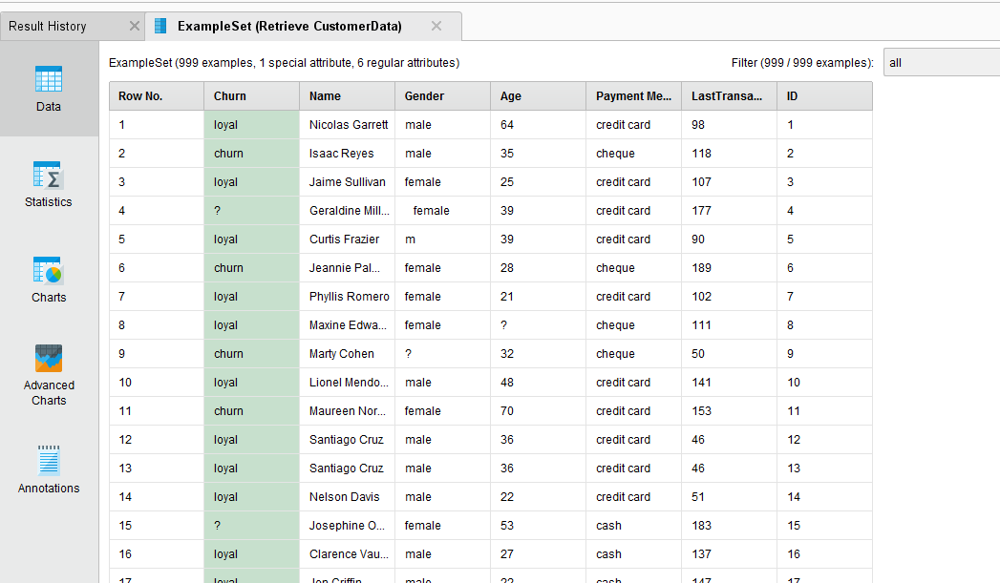 Result History
ExampleSet (Retrieve CustomerData)
Data
Statistics
Charts
Advanced
Charts
Annotations
ExampleSet (999 examples, 1 special attribute, 6 regular attributes) Filter (999 / 999 examples): all
Row No. Churn Name Gender Age Payment Me... LastTransa... ID
1 loyal Nicolas Garrett male 64 credit card 98 1
2 churn Isaac Reyes male 35 cheque 118 2
3 loyal Jaime Sullivan female 25 credit card 107 3
4 ? Geraldine Mill... female 39 credit card 177 4
5 loyal Curtis Frazier m 39 credit card 90 5
6 churn Jeannie Pal... female 28 cheque 189 6
7 loyal Phyllis Romero female 21 credit card 102 7
8 loyal Maxine Edwa... female ? cheque 111 8
9 churn Marty Cohen ? 32 cheque 50 9
10 loyal Lionel Mendo... male 48 credit card 141 10
11 churn Maureen Nor... female 70 credit card 153 11
12 loyal Santiago Cruz male 36 credit card 46 12
13 loyal Santiago Cruz male 36 credit card 46 13
14 loyal Nelson Davis male 22 credit card 51 14
15 ? Josephine O... female 53 cash 183 15
16 loyal Clarence Vau... male 27 cash 137 16
17 loyal Jon Griffin male 22 cash 147 17